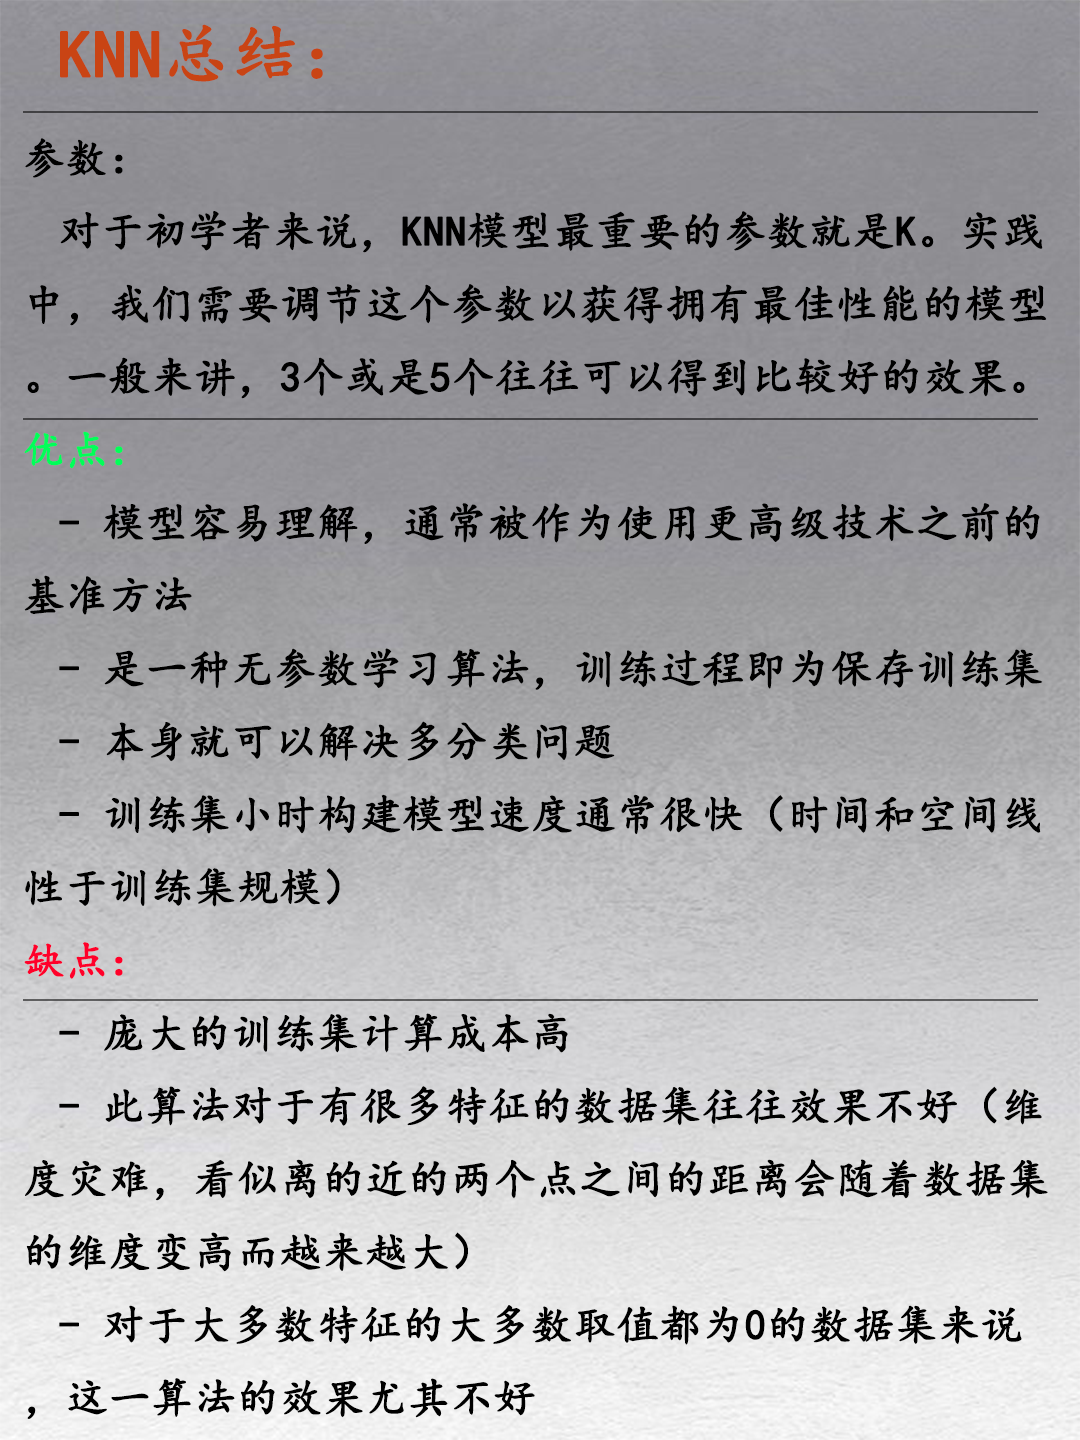 KNN总结：
参数：
对于初学者来说，KNN模型最重要的参数就是K。实践
中，我们需要调节这个参数以获得拥有最佳性能的模型
。一般来讲，3个或是5个往往可以得到比较好的效果。
优点：
- 模型容易理解，通常被作为使用更高级技术之前的
基准方法
- 是一种无参数学习算法，训练过程即为保存训练集
- 本身就可以解决多分类问题
- 训练集小时构建模型速度通常很快（时间和空间线
性于训练集规模）
缺点：
- 庞大的训练集计算成本高
- 此算法对于有很多特征的数据集往往效果不好（维
度灾难，看似离的近的两个点之间的距离会随着数据集
的维度变高而越来越大）
- 对于大多数特征的大多数取值都为0的数据集来说
，这一算法的效果尤其不好